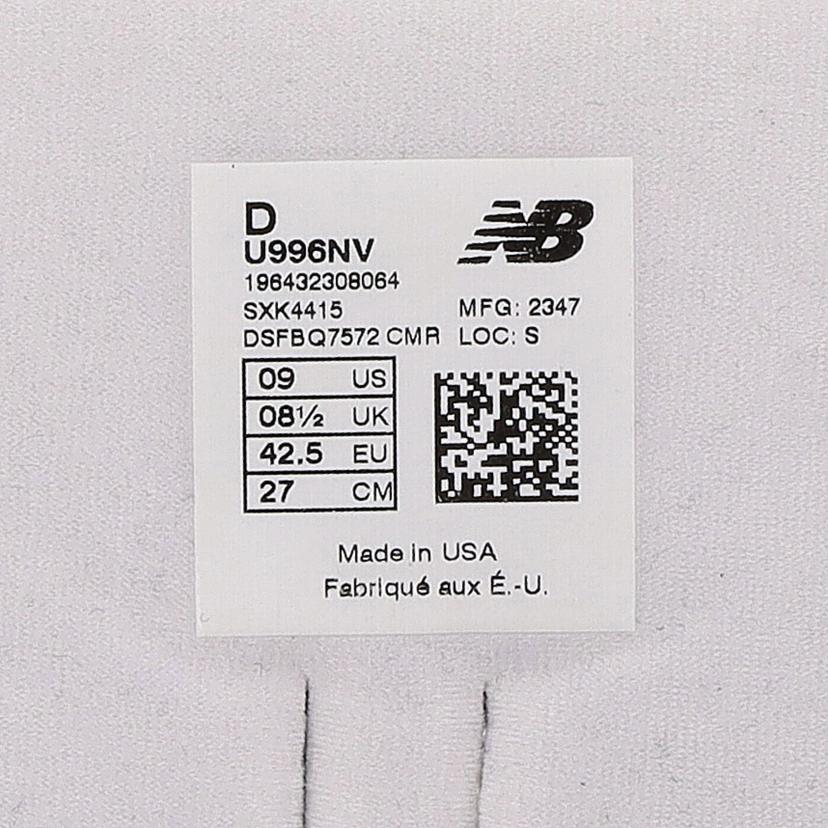 D
NB
U996NV
196432308064
SXK4415 MFG: 2347
DSFBQ7572 CMR LOC: S
09 US
08½ UK
42.5 EU
27 CM
Made in USA
Fabriqué aux É.-U.